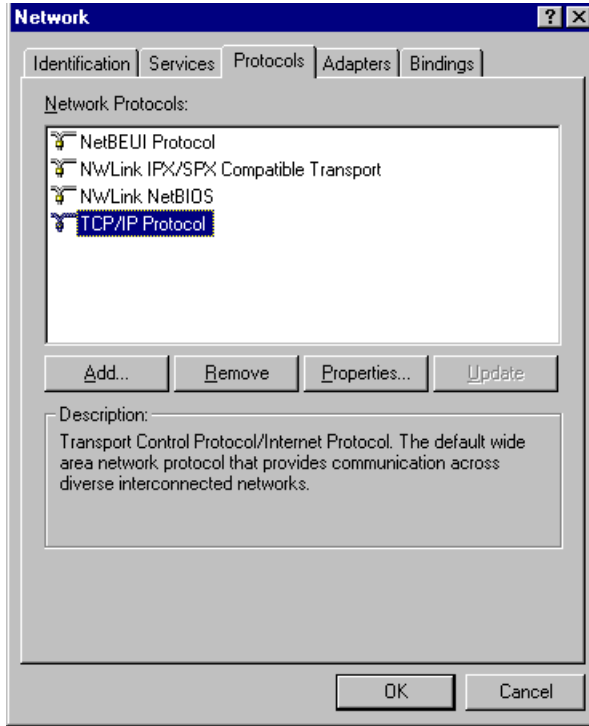 Network
Identification Services Protocols Adapters Bindings
Network Protocols:
NetBEUI Protocol
NWLink IPX/SPX Compatible Transport
NWLink NetBIOS
TCP/IP Protocol
Add... Remove Properties... Update
Description:
Transport Control Protocol/Internet Protocol. The default wide
area network protocol that provides communication across
diverse interconnected networks.
OK Cancel